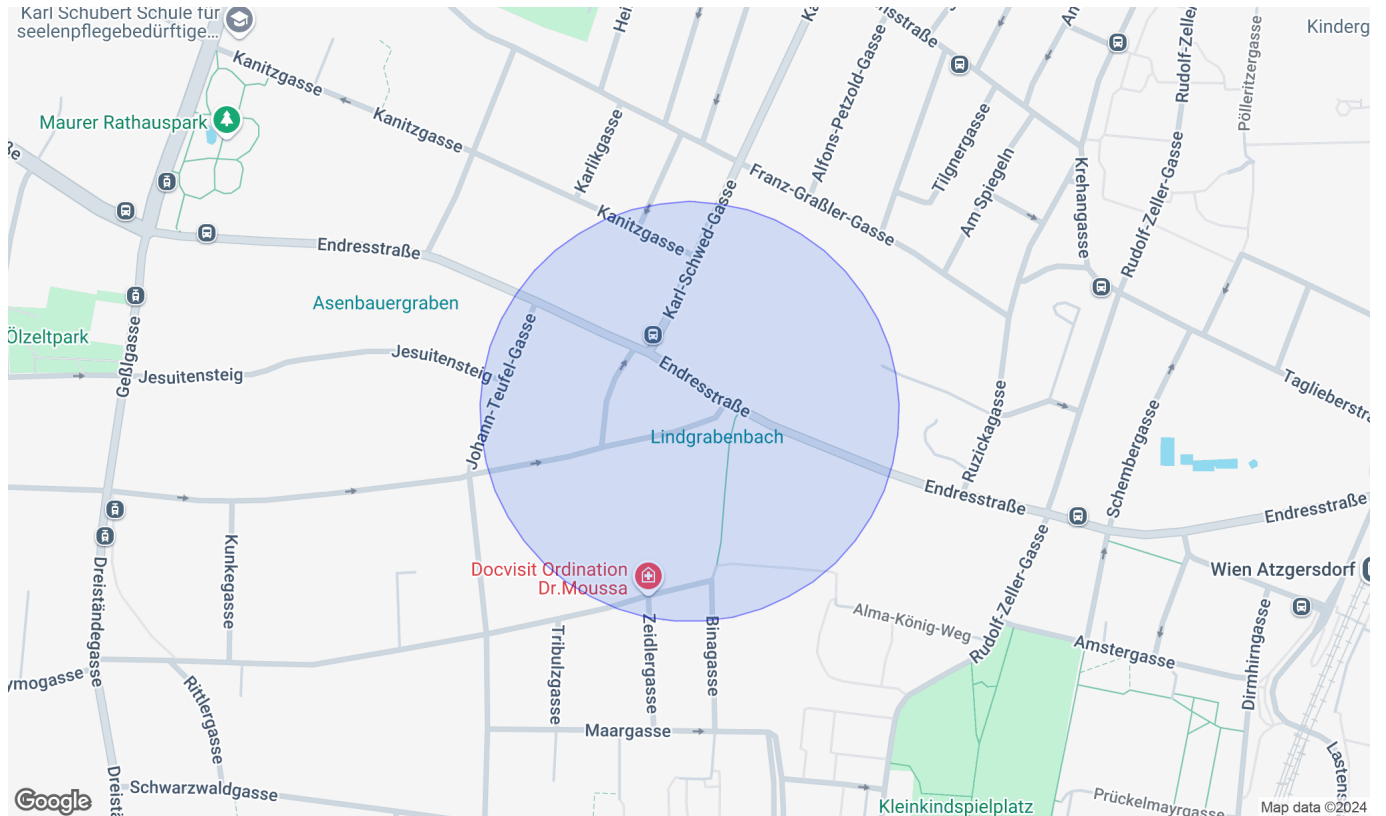 Karl Schubert Schule für
seelenpflegebedürftige...
Kinderg
Kanitzgasse
Rudolf-Zeller
Pölleritzergasse
Alfons-Petzold-Gasse
Maurer Rathauspark
Kanitzgasse
Karlikgasse
Tilgnergasse
Am Spiegeln
Krehangasse
Rudolf-Zeller-Gasse
Franz-Graßler-Gasse
Kanitzgasse
Karl-Schwed-Gasse
Endresstraße
Asenbauergraben
Ölzeltpark
Geßlgasse
Jesuitensteig
Jesuitensteig
Johann-Teufel-Gasse
Endresstraße
Taglieberstra
Lindgrabenbach
Ruzickagasse
Schembergasse
Endresstraße
Endresstraße
Docvisit Ordination
Dr.Moussa
Wien Atzgersdorf
Kunkegasse
Dreiständegasse
Tribulzgasse
Zeidlergasse
Binagasse
Alma-König-Weg
Rudolf-Zeller-Gasse
Amstergasse
Dirmhirngasse
ymogasse
Rittlergasse
Maargasse
Lastens
Dreistä
Schwarzwaldgasse
Kleinkindspielplatz
Prückelmayrgasse
Google
Map data ©2024